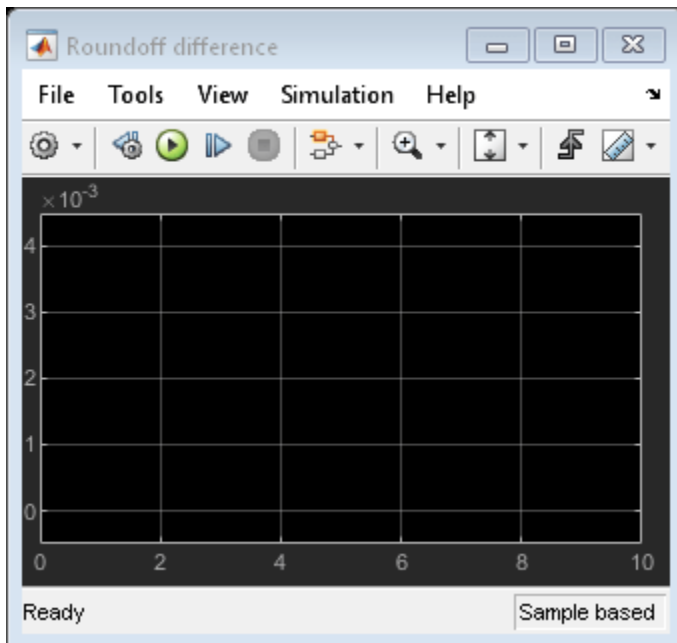 Roundoff difference
File Tools View Simulation Help
×10-3
4
3
2
1
0
0 2 4 6 8 10
Ready Sample based